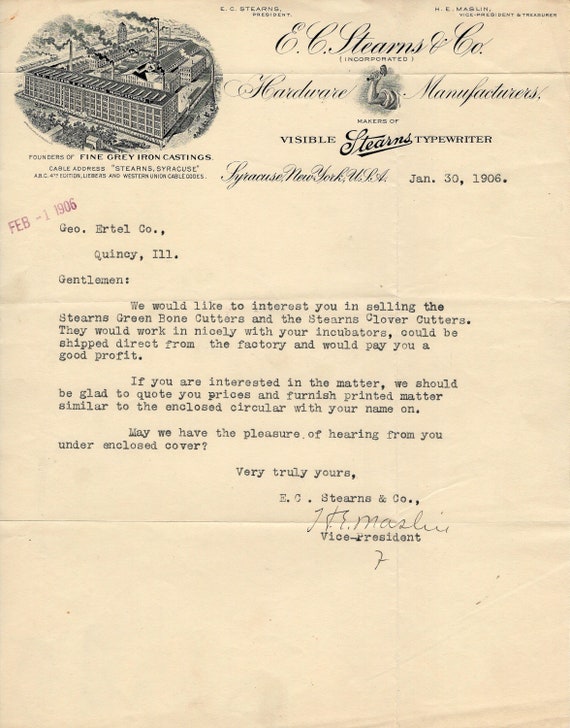 E. C. STEARNS,
PRESIDENT.
H. E. MASLIN,
VICE-PRESIDENT & TREASURER
E.C. Stearns & Co.
(INCORPORATED)
Hardware Manufacturers.
MAKERS OF
VISIBLE Stearns TYPEWRITER
FOUNDERS OF FINE GREY IRON CASTINGS.
CABLE ADDRESS "STEARNS, SYRACUSE"
A.B.C. 4TH EDITION, LIEBER'S AND WESTERN UNION CABLE CODES.
Syracuse, New York, U.S.A. Jan. 30, 1906.
FEB -1 1906
Geo. Ertel Co.,
Quincy, Ill.
Gentlemen:
We would like to interest you in selling the
Stearns Green Bone Cutters and the Stearns Clover Cutters.
They would work in nicely with your incubators, could be
shipped direct from the factory and would pay you a
good profit.
If you are interested in the matter, we should
be glad to quote you prices and furnish printed matter
similar to the enclosed circular with your name on.
May we have the pleasure of hearing from you
under enclosed cover?
Very truly yours,
E.C. Stearns & Co.,
H.E. Maslin
Vice-President
7